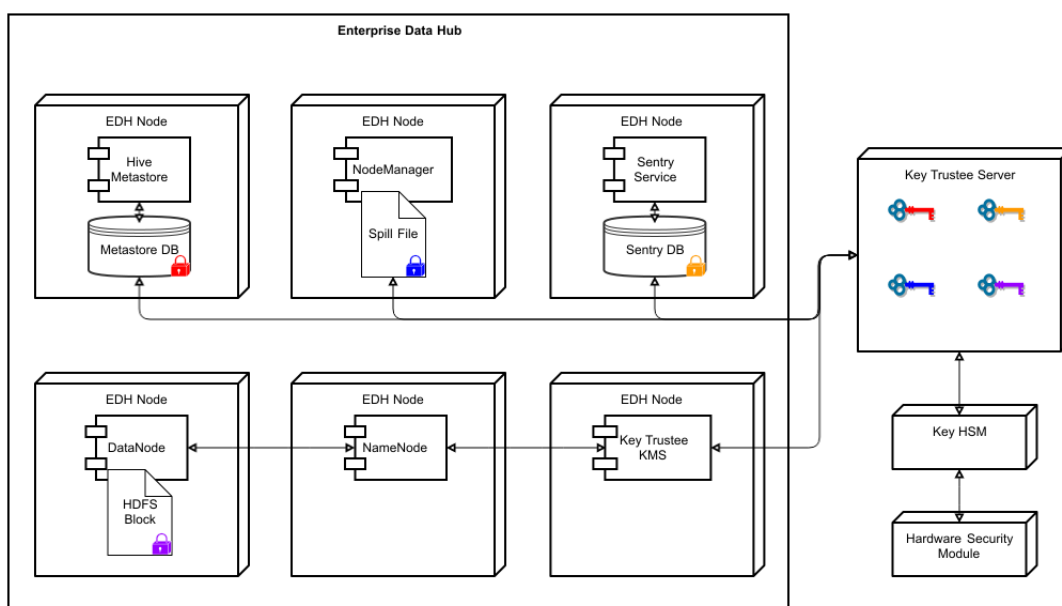 Enterprise Data Hub
EDH Node
Hive
Metastore
Metastore DB
EDH Node
NodeManager
Spill File
EDH Node
Sentry
Service
Sentry DB
Key Trustee Server
EDH Node
DataNode
HDFS
Block
EDH Node
NameNode
EDH Node
Key Trustee
KMS
Key HSM
Hardware Security
Module